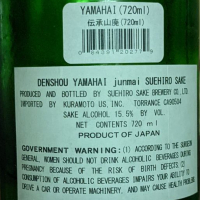 YAMAHAI(720ml)
伝承山廃(720ml)
DENSHOU YAMAHAI junmai SUEHIRO SAKE
PRODUCED AND BOTTLED BY SUEHIRO SAKE BREWERY CO.LTD
IMPORTED BY KURAMOTO US, INC. TORRANCE CA90504
SAKE ALCOHOL 15.5% BY VOL.
NET CONTENTS 720 ml
PRODUCT OF JAPAN
GOVERNMENT WARNING: (1) ACCORDING TO THE SURGEON
GENERAL, WOMEN SHOULD NOT DRINK ALCOHOLIC BEVERAGES DURING
PREGNANCY BECAUSE OF THE RISK OF BIRTH DEFECTS. (2)
CONSUMPTION OF ALCOHOLIC BEVERAGES IMPAIRS YOUR ABILITY TO
DRIVE A CAR OR OPERATE MACHINERY, AND MAY CAUSE HEALTH PROBLEMS